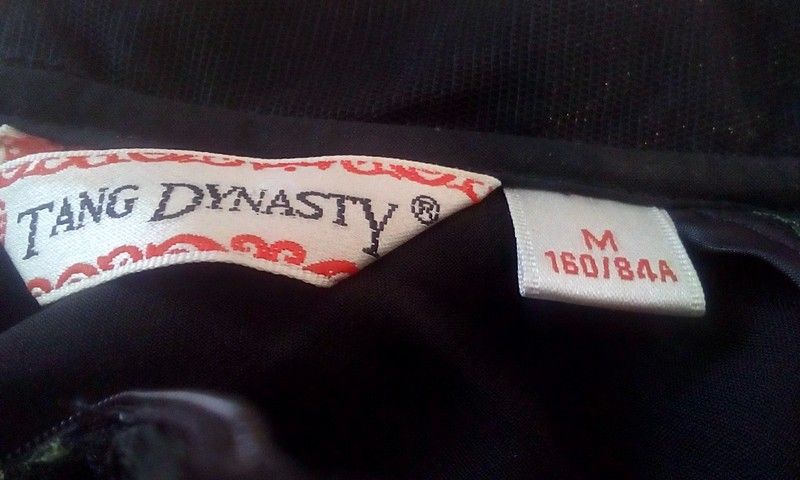 TANG DYNASTY ®
M
160/84A